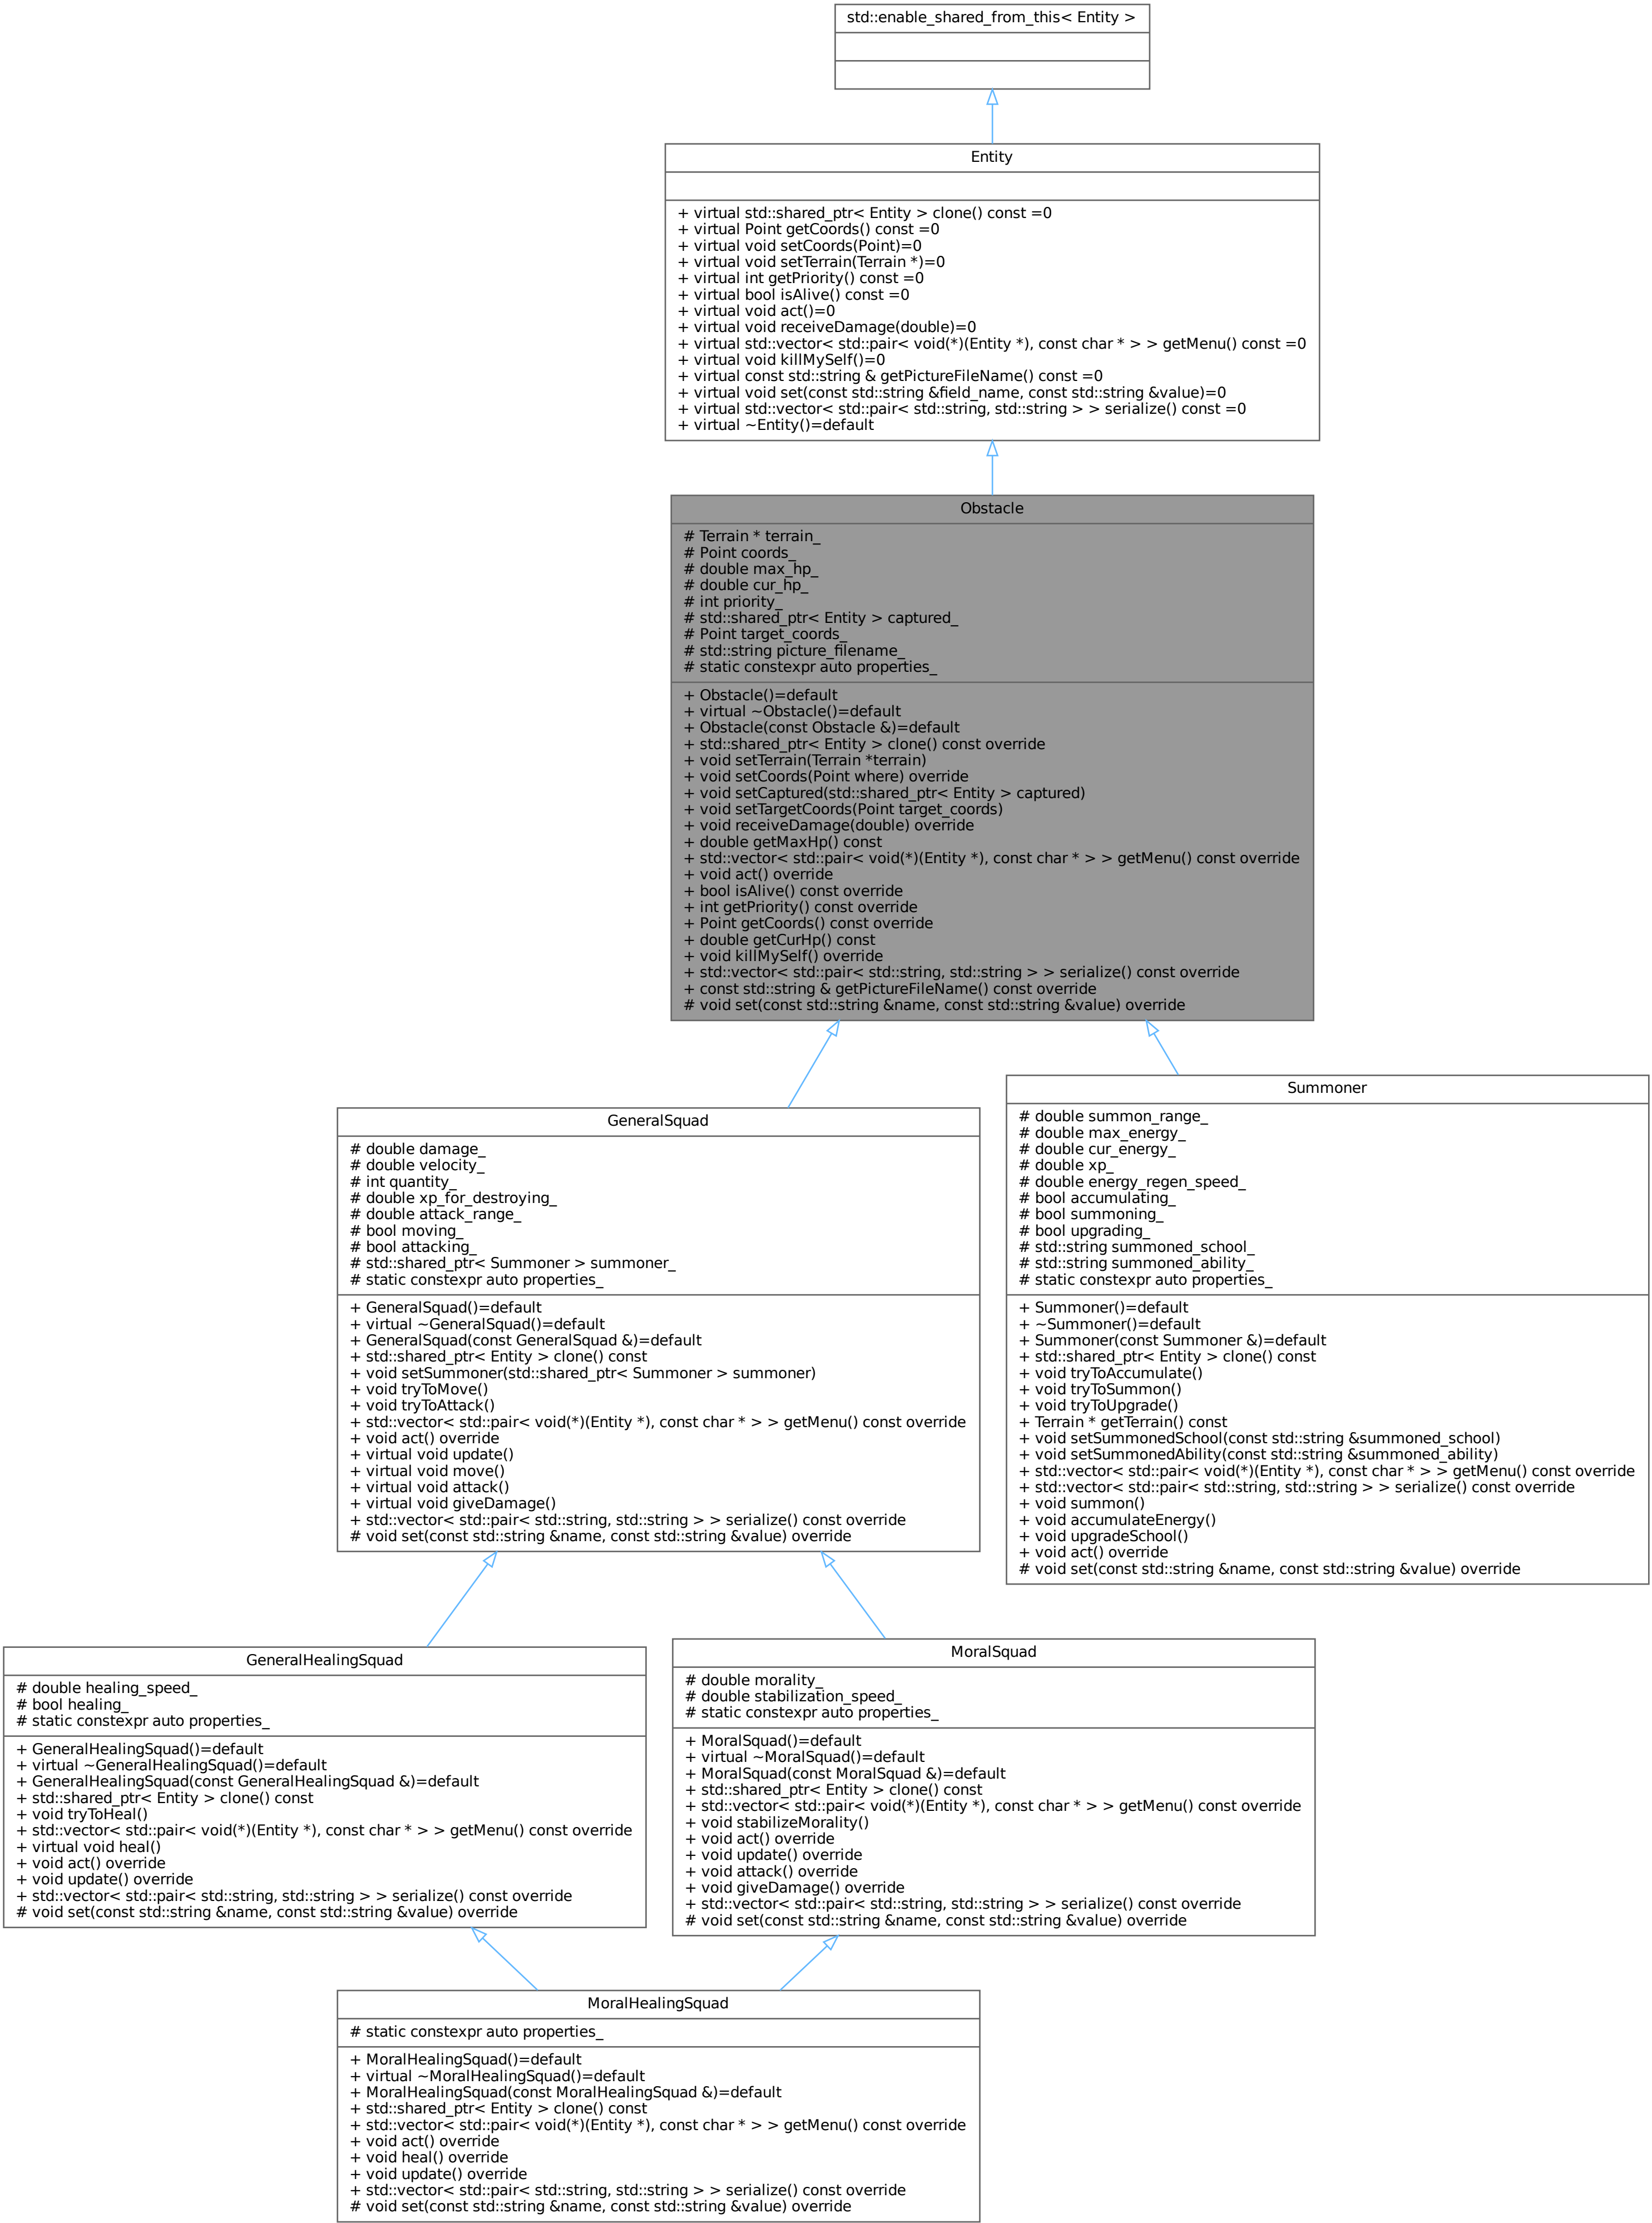 std::enable_shared_from_this< Entity >
Entity
+ virtual std::shared_ptr< Entity > clone() const =0
+ virtual Point getCoords() const =0
+ virtual void setCoords(Point)=0
+ virtual void setTerrain(Terrain *)=0
+ virtual int getPriority() const =0
+ virtual bool isAlive() const =0
+ virtual void act()=0
+ virtual void receiveDamage(double)=0
+ virtual std::vector< std::pair< void(*)(Entity *), const char * > > getMenu() const =0
+ virtual void killMySelf()=0
+ virtual const std::string & getPictureFileName() const =0
+ virtual void set(const std::string &field_name, const std::string &value)=0
+ virtual std::vector< std::pair< std::string, std::string > > serialize() const =0
+ virtual ~Entity()=default
Obstacle
# Terrain * terrain_
# Point coords_
# double max_hp_
# double cur_hp_
# int priority_
# std::shared_ptr< Entity > captured_
# Point target_coords_
# std::string picture_filename_
# static constexpr auto properties_
+ Obstacle()=default
+ virtual ~Obstacle()=default
+ Obstacle(const Obstacle &)=default
+ std::shared_ptr< Entity > clone() const override
+ void setTerrain(Terrain *terrain)
+ void setCoords(Point where) override
+ void setCaptured(std::shared_ptr< Entity > captured)
+ void setTargetCoords(Point target_coords)
+ void receiveDamage(double) override
+ double getMaxHp() const
+ std::vector< std::pair< void(*)(Entity *), const char * > > getMenu() const override
+ void act() override
+ bool isAlive() const override
+ int getPriority() const override
+ Point getCoords() const override
+ double getCurHp() const
+ void killMySelf() override
+ std::vector< std::pair< std::string, std::string > > serialize() const override
+ const std::string & getPictureFileName() const override
# void set(const std::string &name, const std::string &value) override
GeneralSquad
# double damage_
# double velocity_
# int quantity_
# double xp_for_destroying_
# double attack_range_
# bool moving_
# bool attacking_
# std::shared_ptr< Summoner > summoner_
# static constexpr auto properties_
+ GeneralSquad()=default
+ virtual ~GeneralSquad()=default
+ GeneralSquad(const GeneralSquad &)=default
+ std::shared_ptr< Entity > clone() const
+ void setSummoner(std::shared_ptr< Summoner > summoner)
+ void tryToMove()
+ void tryToAttack()
+ std::vector< std::pair< void(*)(Entity *), const char * > > getMenu() const override
+ void act() override
+ virtual void update()
+ virtual void move()
+ virtual void attack()
+ virtual void giveDamage()
+ std::vector< std::pair< std::string, std::string > > serialize() const override
# void set(const std::string &name, const std::string &value) override
Summoner
# double summon_range_
# double max_energy_
# double cur_energy_
# double xp_
# double energy_regen_speed_
# bool accumulating_
# bool summoning_
# bool upgrading_
# std::string summoned_school_
# std::string summoned_ability_
# static constexpr auto properties_
+ Summoner()=default
+ ~Summoner()=default
+ Summoner(const Summoner &)=default
+ std::shared_ptr< Entity > clone() const
+ void tryToAccumulate()
+ void tryToSummon()
+ void tryToUpgrade()
+ Terrain * getTerrain() const
+ void setSummonedSchool(const std::string &summoned_school)
+ void setSummonedAbility(const std::string &summoned_ability)
+ std::vector< std::pair< void(*)(Entity *), const char * > > getMenu() const override
+ std::vector< std::pair< std::string, std::string > > serialize() const override
+ void summon()
+ void accumulateEnergy()
+ void upgradeSchool()
+ void act() override
# void set(const std::string &name, const std::string &value) override
GeneralHealingSquad
# double healing_speed_
# bool healing_
# static constexpr auto properties_
+ GeneralHealingSquad()=default
+ virtual ~GeneralHealingSquad()=default
+ GeneralHealingSquad(const GeneralHealingSquad &)=default
+ std::shared_ptr< Entity > clone() const
+ void tryToHeal()
+ std::vector< std::pair< void(*)(Entity *), const char * > > getMenu() const override
+ virtual void heal()
+ void act() override
+ void update() override
+ std::vector< std::pair< std::string, std::string > > serialize() const override
# void set(const std::string &name, const std::string &value) override
MoralSquad
# double morality_
# double stabilization_speed_
# static constexpr auto properties_
+ MoralSquad()=default
+ virtual ~MoralSquad()=default
+ MoralSquad(const MoralSquad &)=default
+ std::shared_ptr< Entity > clone() const
+ std::vector< std::pair< void(*)(Entity *), const char * > > getMenu() const override
+ void stabilizeMorality()
+ void act() override
+ void update() override
+ void attack() override
+ void giveDamage() override
+ std::vector< std::pair< std::string, std::string > > serialize() const override
# void set(const std::string &name, const std::string &value) override
MoralHealingSquad
# static constexpr auto properties_
+ MoralHealingSquad()=default
+ virtual ~MoralHealingSquad()=default
+ MoralHealingSquad(const MoralHealingSquad &)=default
+ std::shared_ptr< Entity > clone() const
+ std::vector< std::pair< void(*)(Entity *), const char * > > getMenu() const override
+ void act() override
+ void heal() override
+ void update() override
+ std::vector< std::pair< std::string, std::string > > serialize() const override
# void set(const std::string &name, const std::string &value) override